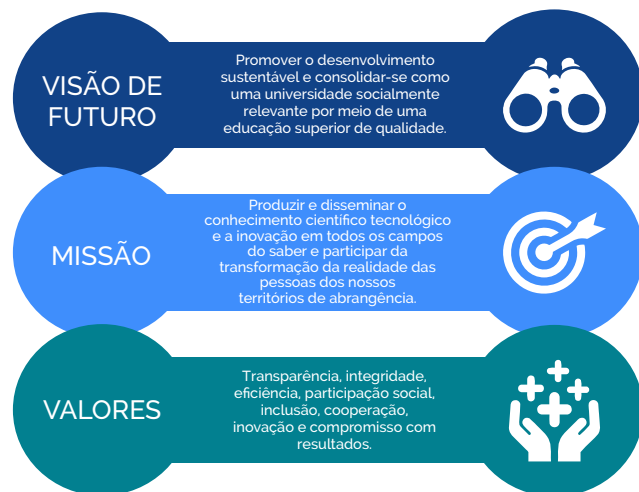 VISÃO DE
FUTURO
Promover o desenvolvimento
sustentável e consolidar-se como
uma universidade socialmente
relevante por meio de uma
educação superior de qualidade.
MISSÃO
Produzir e disseminar o
conhecimento científico tecnológico
e a inovação em todos os campos
do saber e participar da
transformação da realidade das
pessoas dos nossos
territórios de abrangência.
VALORES
Transparência, integridade,
eficiência, participação social,
inclusão, cooperação,
inovação e compromisso com
resultados.